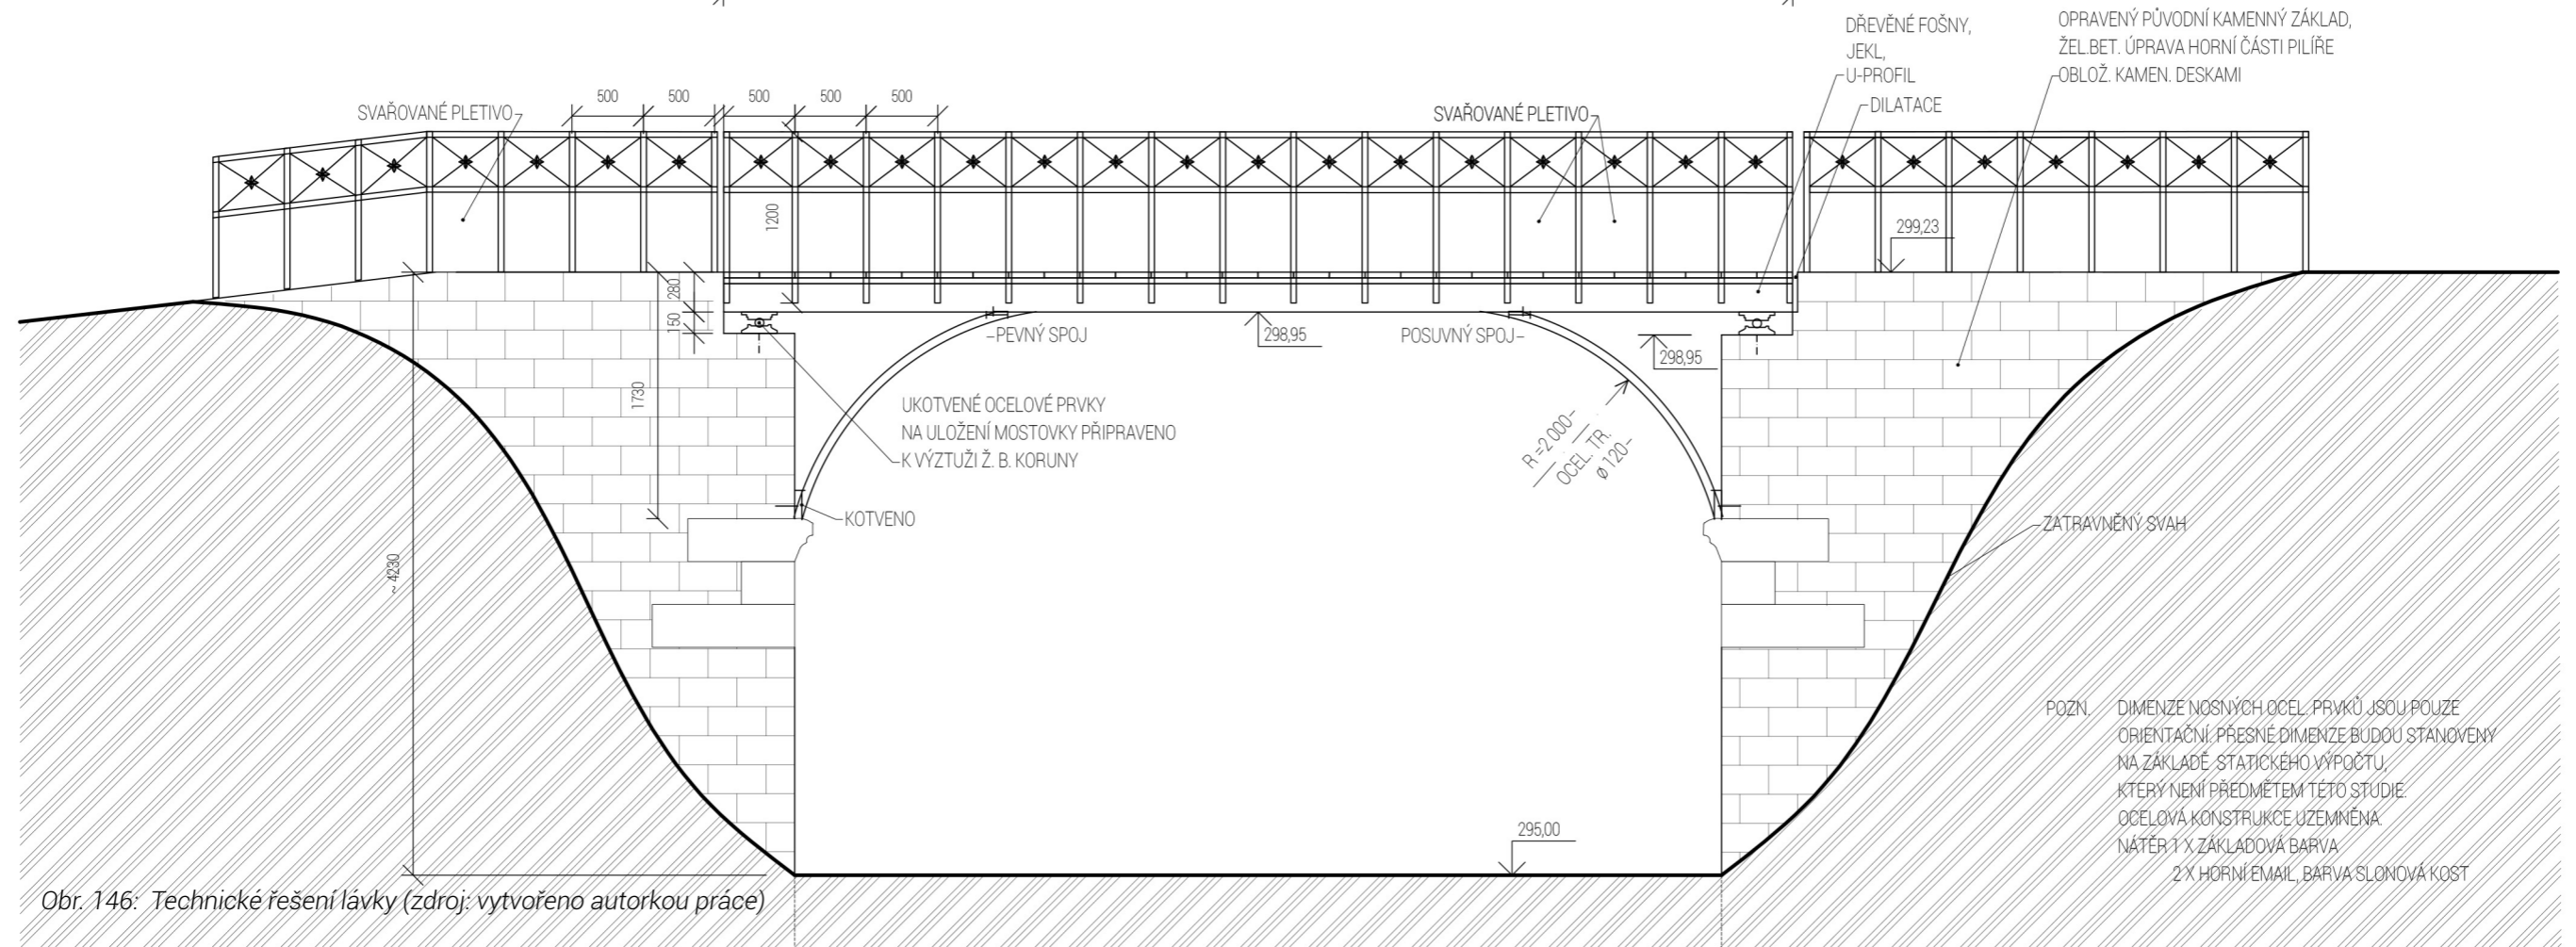 DŘEVĚNÉ FOŠNY,
JEKL,
U-PROFIL
DILATACE
OPRAVENÝ PŮVODNÍ KAMENNÝ ZÁKLAD,
ŽEL.BET. ÚPRAVA HORNÍ ČÁSTI PILÍŘE
OBLOŽ. KAMEN. DESKAMI
SVAŘOVANÉ PLETIVO
500
500
500
500
500
SVAŘOVANÉ PLETIVO
1200
299,23
280
150
1730
~ 4230
PEVNÝ SPOJ
298,95
POSUVNÝ SPOJ
298,95
UKOTVENÉ OCELOVÉ PRVKY
NA ULOŽENÍ MOSTOVKY PŘIPRAVENO
K VÝZTUŽI Ž. B. KORUNY
R =2 000
OCEL. TR.
ø 120
KOTVENO
ZATRAVNĚNÝ SVAH
295,00
POZN. DIMENZE NOSNÝCH OCEL. PRVKŮ JSOU POUZE
ORIENTAČNÍ. PŘESNÉ DIMENZE BUDOU STANOVENY
NA ZÁKLADĚ STATICKÉHO VÝPOČTU,
KTERÝ NENÍ PŘEDMĚTEM TÉTO STUDIE.
OCELOVÁ KONSTRUKCE UZEMNĚNA.
NÁTĚR 1 X ZÁKLADOVÁ BARVA
2 X HORNÍ EMAIL, BARVA SLONOVÁ KOST
Obr. 146: Technické řešení lávky (zdroj: vytvořeno autorkou práce)